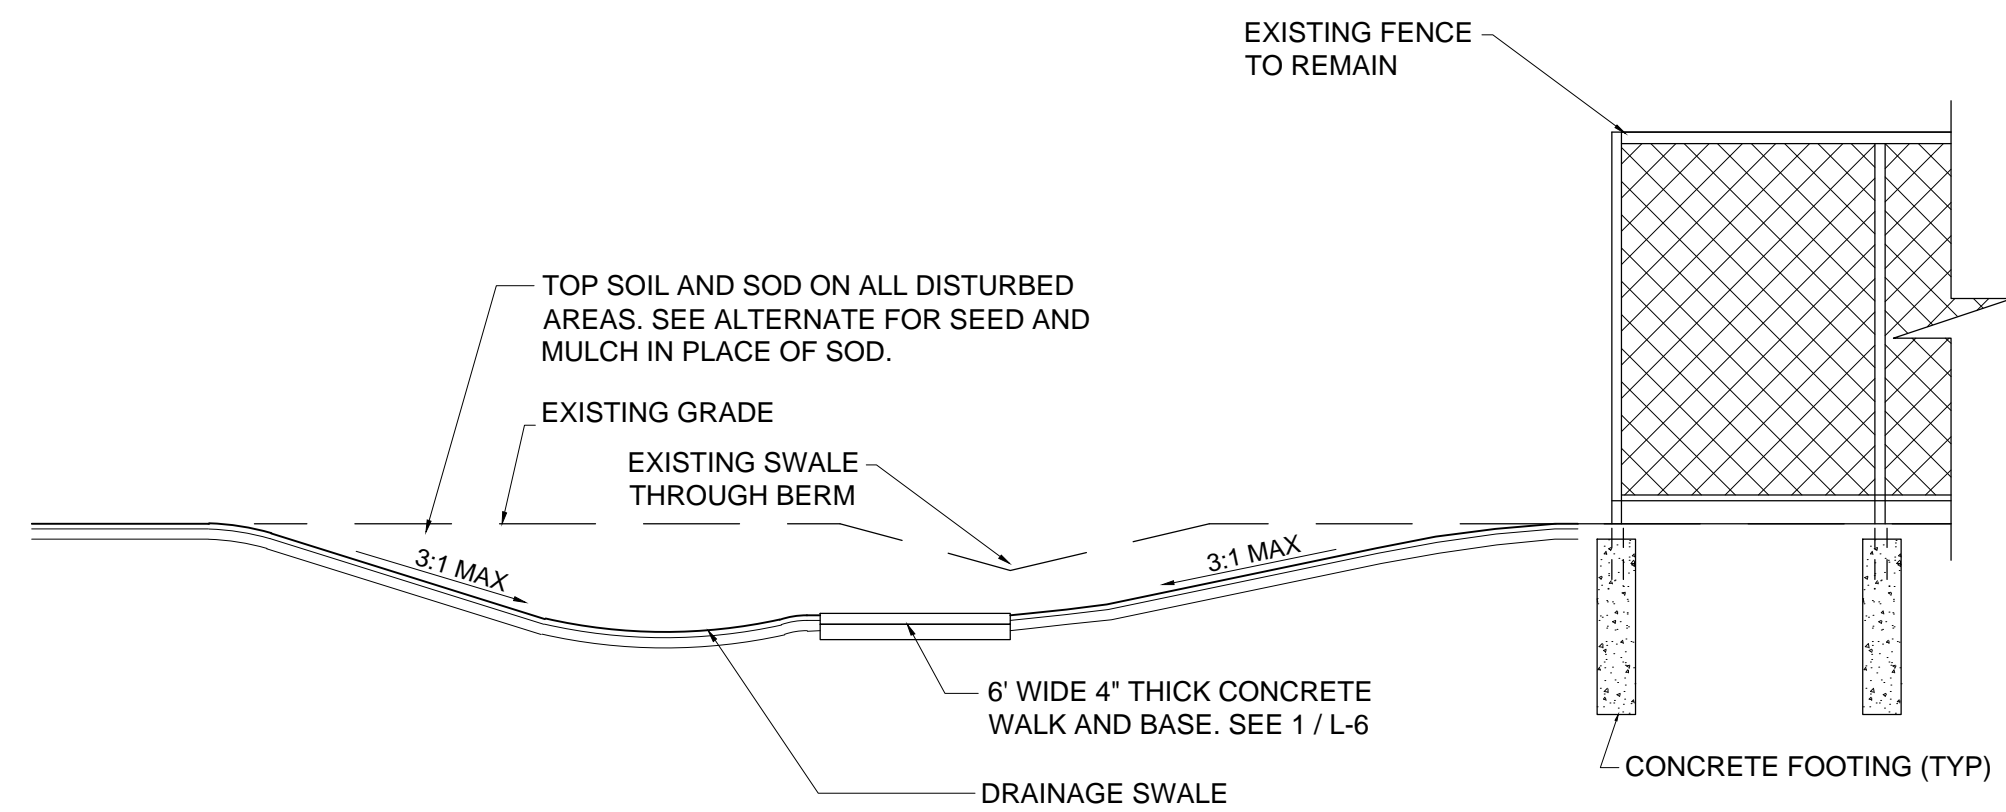 EXISTING FENCE
TO REMAIN
TOP SOIL AND SOD ON ALL DISTURBED
AREAS. SEE ALTERNATE FOR SEED AND
MULCH IN PLACE OF SOD.
EXISTING GRADE
EXISTING SWALE
THROUGH BERM
3:1 MAX
3:1 MAX
6' WIDE 4" THICK CONCRETE
WALK AND BASE. SEE 1 / L-6
CONCRETE FOOTING (TYP)
DRAINAGE SWALE